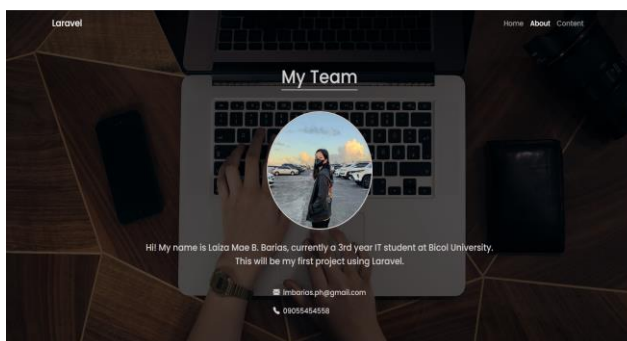 Laravel
Home About Content
My Team
Hi! My name is Laiza Mae B. Barias, currently a 3rd year IT student at Bicol University.
This will be my first project using Laravel.
lmbarias.ph@gmail.com
09055454558